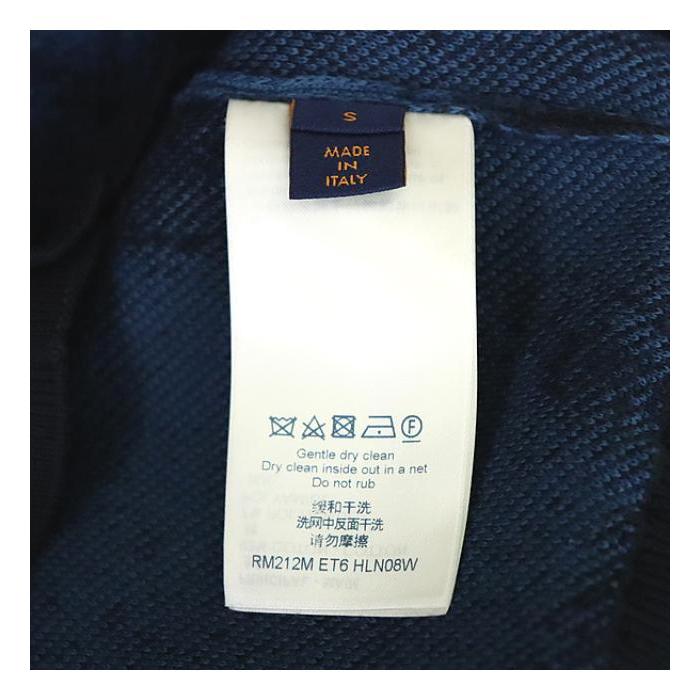 S
MADE
IN
ITALY
Gentle dry clean
Dry clean inside out in a net
Do not rub
缓和干洗
洗网中反面干洗
请勿摩擦
RM212M ET6 HLN08W